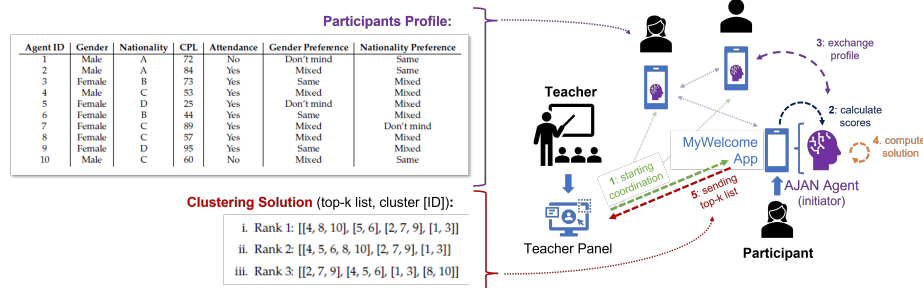 Participants Profile:
Agent ID Gender Nationality CPL Attendance Gender Preference Nationality Preference
1 Male A 72 No Don't mind Same
2 Male A 84 Yes Mixed Same
3 Female B 73 Yes Same Mixed
4 Male C 53 Yes Mixed Mixed
5 Female D 25 Yes Don't mind Mixed
6 Female B 44 Yes Same Mixed
7 Female C 89 Yes Mixed Don't mind
8 Female C 57 Yes Mixed Mixed
9 Female D 95 Yes Same Mixed
10 Male C 60 No Mixed Same
Clustering Solution (top-k list, cluster [ID]):
i. Rank 1: [[4, 8, 10], [5, 6], [2, 7, 9], [1, 3]]
ii. Rank 2: [[4, 5, 6, 8, 10], [2, 7, 9], [1, 3]]
iii. Rank 3: [[2, 7, 9], [4, 5, 6], [1, 3], [8, 10]]
Teacher
Teacher Panel
1: starting
coordination
5: sending
top-k list
MyWelcome
App
3: exchange
profile
2: calculate
scores
4: compute
solution
AJAN Agent
(initiator)
Participant